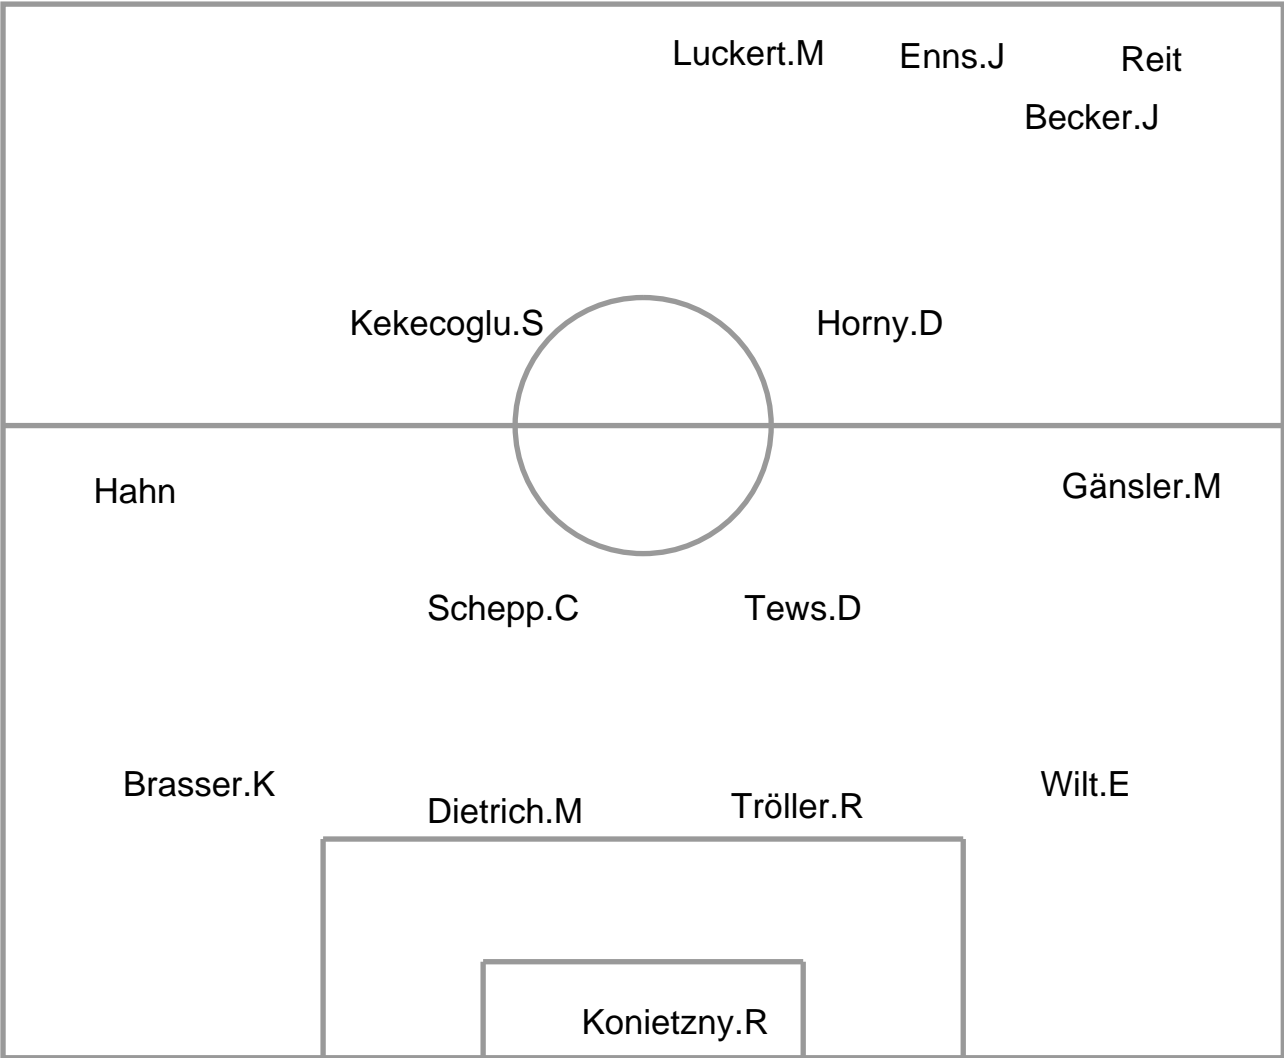 Luckert.M Enns.J Reit
Becker.J
Kekecoglu.S Horny.D
Hahn Gänsler.M
Schepp.C Tews.D
Brasser.K Wilt.E
Dietrich.M Tröller.R
Konietzny.R